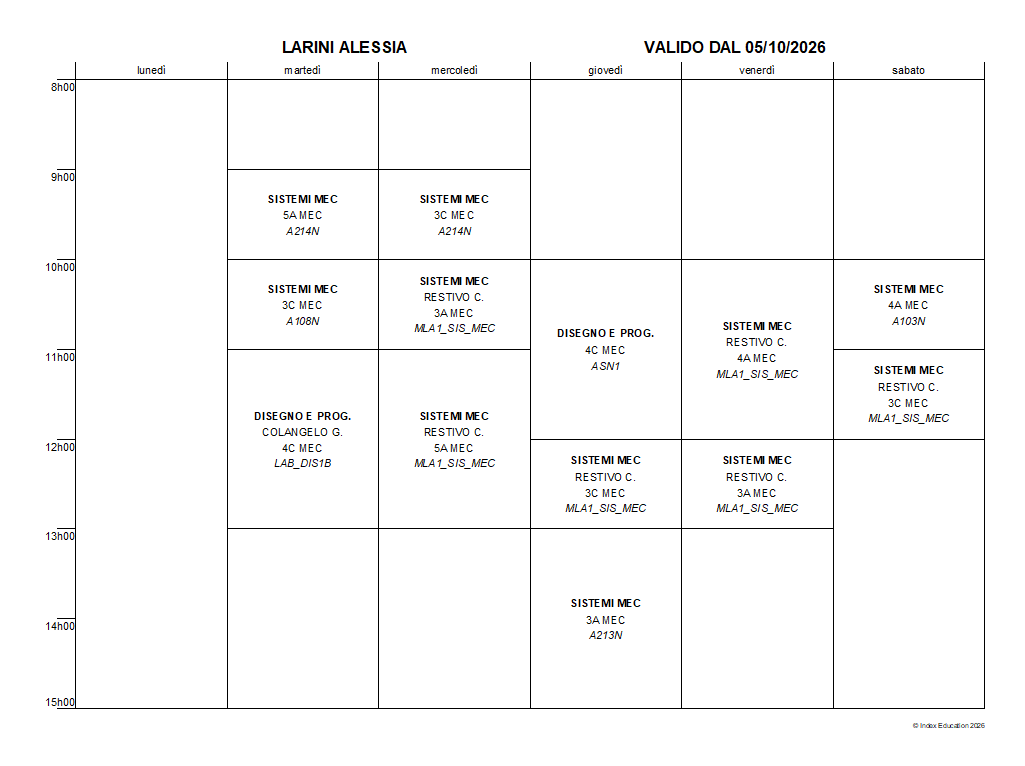 LARINI ALESSIA
VALIDO DAL 05/10/2026
lunedì
martedì
mercoledì
giovedì
venerdì
sabato
8h00
9h00
10h00
11h00
12h00
13h00
14h00
15h00
SISTEMI MEC
5A MEC
A214N
SISTEMI MEC
3C MEC
A108N
DISEGNO E PROG.
COLANGELO G.
4C MEC
LAB_DIS1B
SISTEMI MEC
3C MEC
A214N
SISTEMI MEC
RESTIVO C.
3A MEC
MLA1_SIS_MEC
SISTEMI MEC
RESTIVO C.
5A MEC
MLA1_SIS_MEC
DISEGNO E PROG.
4C MEC
ASN1
SISTEMI MEC
RESTIVO C.
3C MEC
MLA1_SIS_MEC
SISTEMI MEC
3A MEC
A213N
SISTEMI MEC
RESTIVO C.
4A MEC
MLA1_SIS_MEC
SISTEMI MEC
RESTIVO C.
3A MEC
MLA1_SIS_MEC
SISTEMI MEC
4A MEC
A103N
SISTEMI MEC
RESTIVO C.
3C MEC
MLA1_SIS_MEC
© Index Education 2026